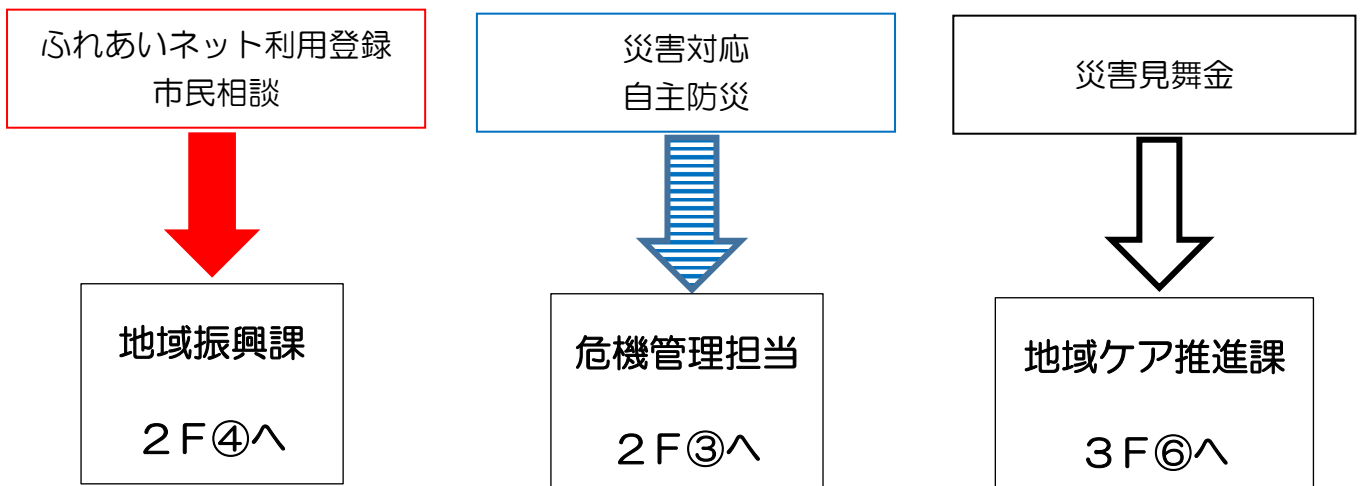 ふれあいネット利用登録
市民相談
災害対応
自主防災
災害見舞金
地域振興課
２Ｆ④へ
危機管理担当
２Ｆ③へ
地域ケア推進課
３Ｆ⑥へ